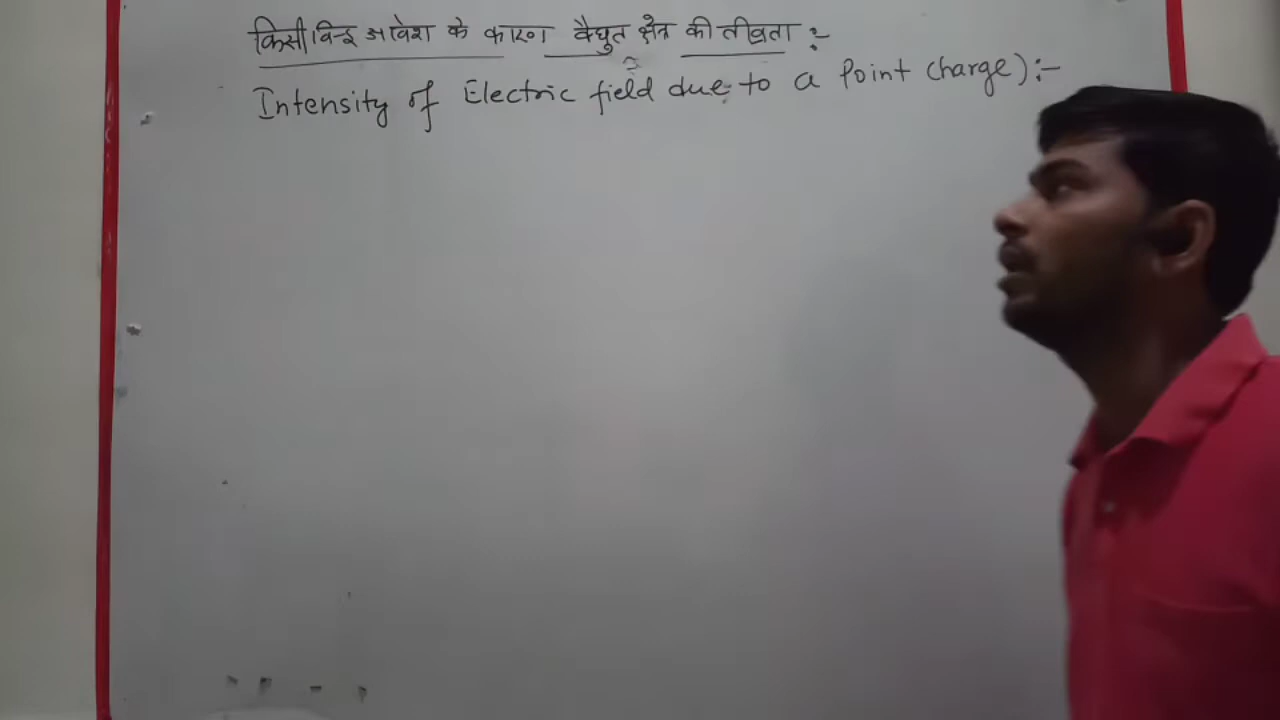 किसी विन्दु आवेश के कारण वैघुत क्षेत्र की तीव्रता :-
Intensity of Electric field due to a Point charge):-